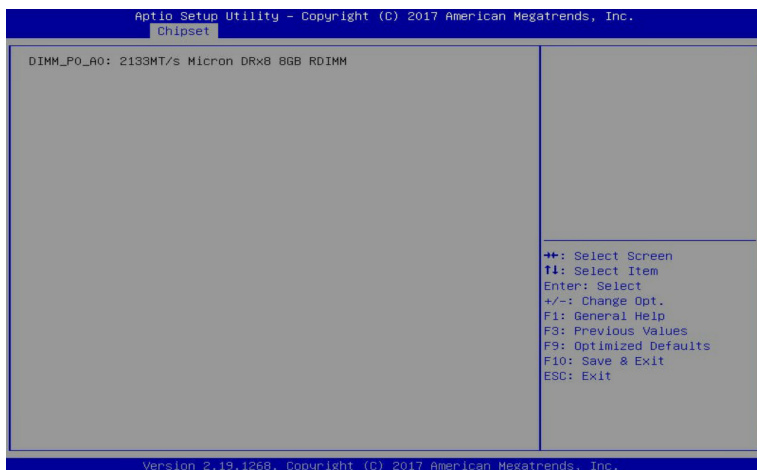 Aptio Setup Utility – Copyright (C) 2017 American Megatrends, Inc.
Chipset
DIMM_P0_A0: 2133MT/s Micron DRx8 8GB RDIMM
→←: Select Screen
↑↓: Select Item
Enter: Select
+/-: Change Opt.
F1: General Help
F3: Previous Values
F9: Optimized Defaults
F10: Save & Exit
ESC: Exit
Version 2.19.1268. Copyright (C) 2017 American Megatrends, Inc.